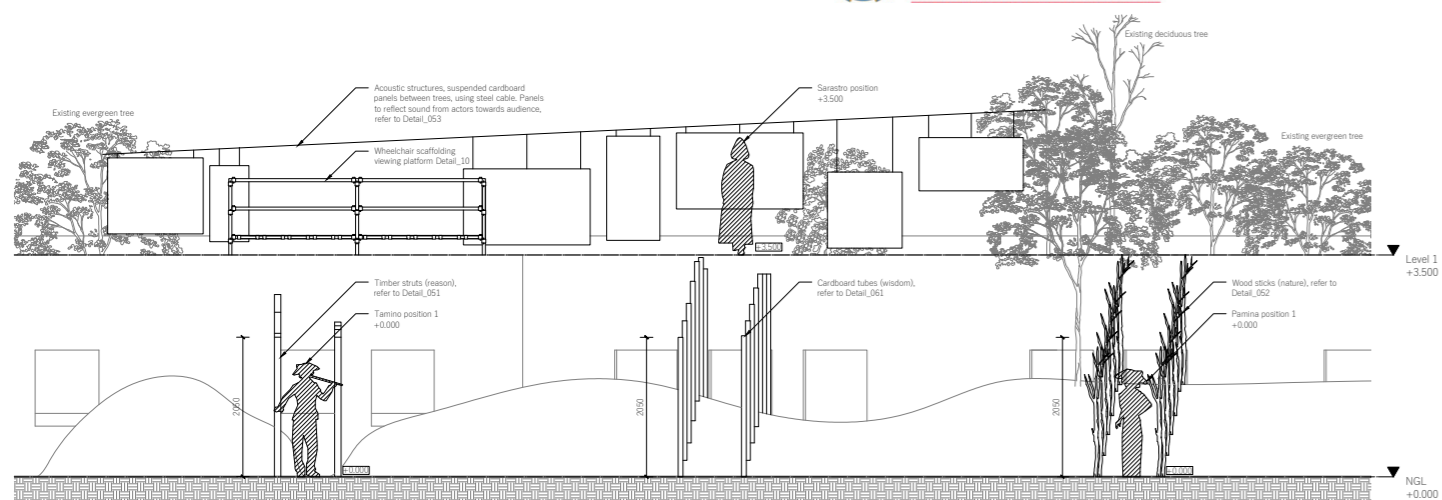 Existing deciduous tree
Acoustic structures, suspended cardboard
panels between trees, using steel cable. Panels
to reflect sound from actors towards audience,
refer to Detail_053
Sarastro position
+3.500
Existing evergreen tree
Existing evergreen tree
Wheelchair scaffolding
viewing platform Detail_10
+3.500
Level 1
+3.500
Timber struts (reason),
refer to Detail_051
Cardboard tubes (wisdom),
refer to Detail_061
Wood sticks (nature), refer to
Detail_052
Tamino position 1
+0.000
Pamina position 1
+0.000
2050
2050
2050
+0.000
+0.000
NGL
+0.000